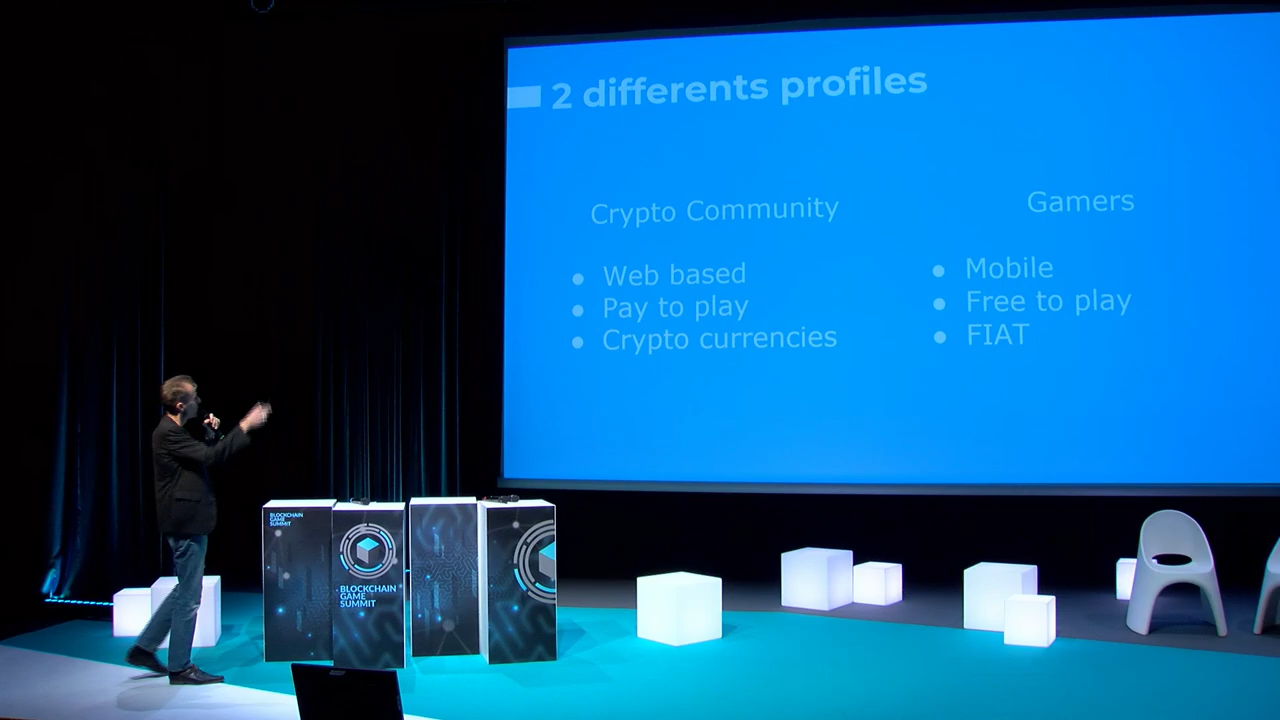 2 differents profiles
Crypto Community
Gamers
● Web based
● Pay to play
● Crypto currencies
● Mobile
● Free to play
● FIAT
BLOCKCHAIN
GAME
SUMMIT
BLOCKCHAIN
GAME
SUMMIT